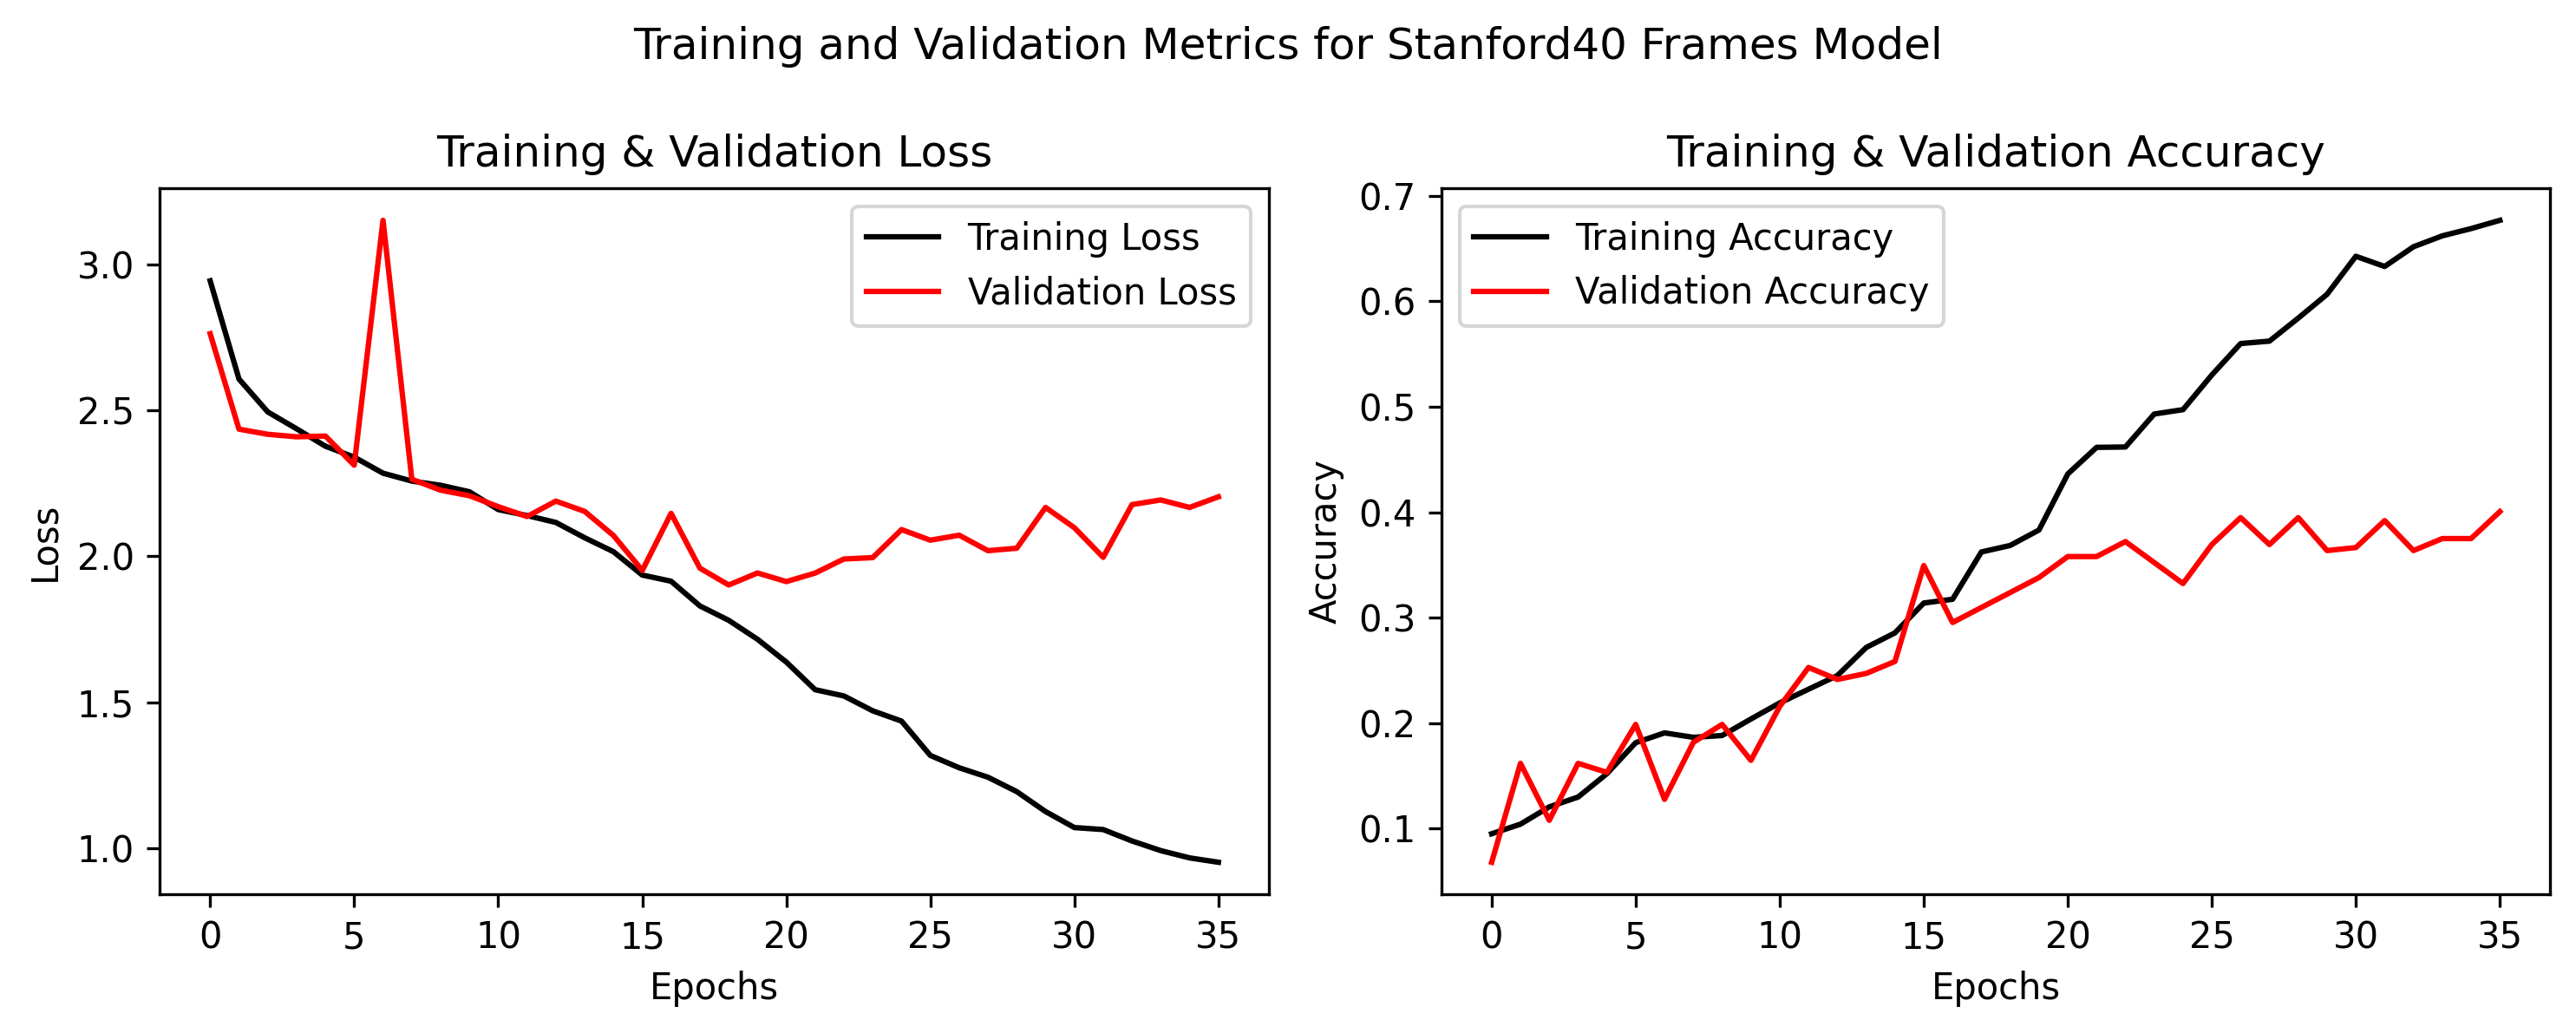 Training and Validation Metrics for Stanford40 Frames Model
Training & Validation Loss
Training Loss
Validation Loss
3.0
2.5
2.0
1.5
1.0
Loss
0 5 10 15 20 25 30 35
Epochs
Training & Validation Accuracy
Training Accuracy
Validation Accuracy
0.7
0.6
0.5
0.4
0.3
0.2
0.1
Accuracy
0 5 10 15 20 25 30 35
Epochs